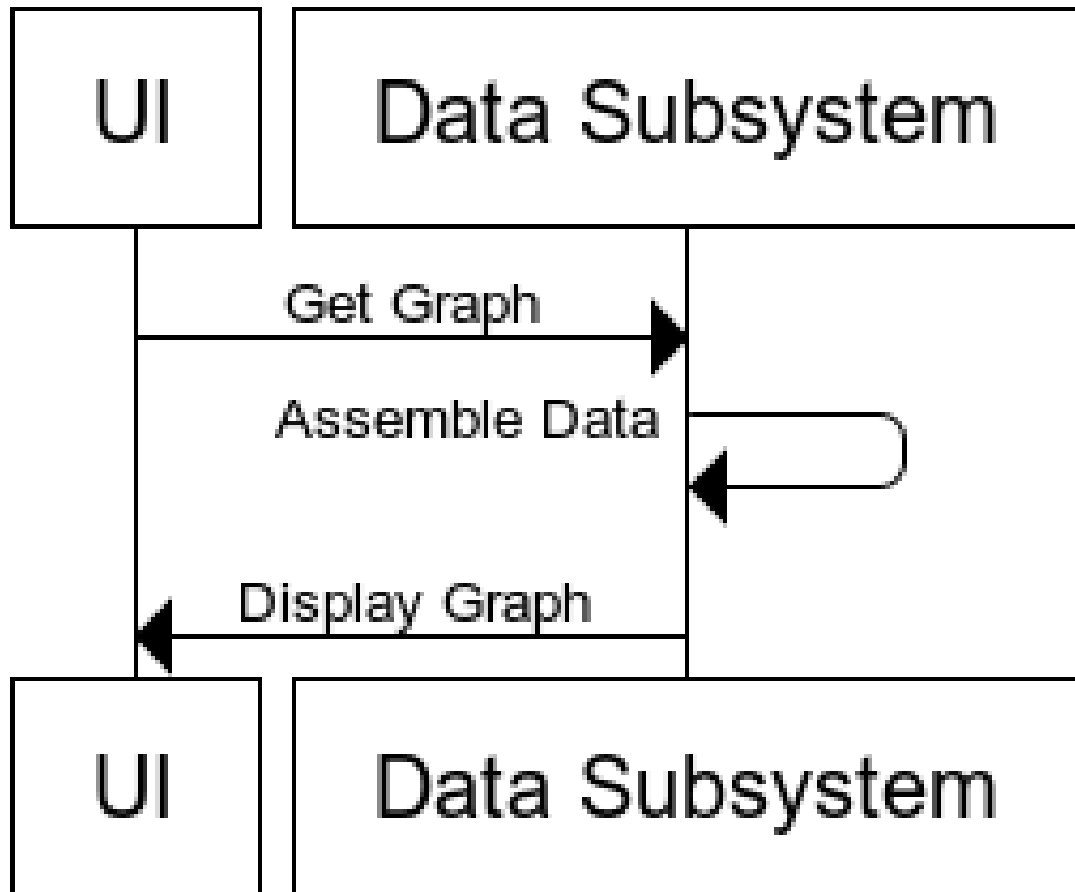 UI
Data Subsystem
Get Graph
Assemble Data
Display Graph
UI
Data Subsystem